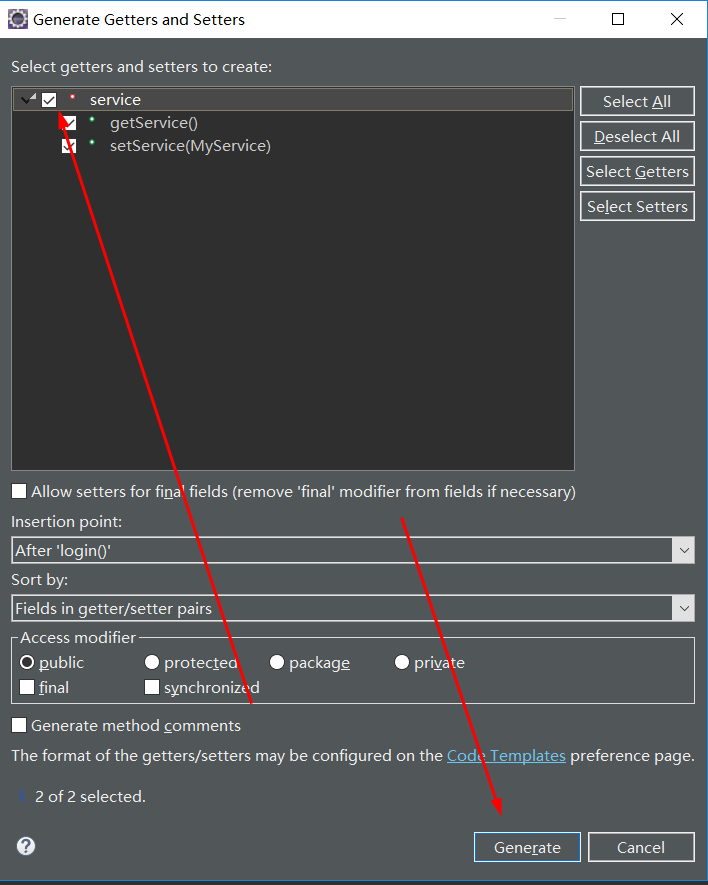 Generate Getters and Setters
Select getters and setters to create:
service
getService()
setService(MyService)
Select All
Deselect All
Select Getters
Select Setters
Allow setters for final fields (remove 'final' modifier from fields if necessary)
Insertion point:
After 'login()'
Sort by:
Fields in getter/setter pairs
Access modifier
public protected package private
final synchronized
Generate method comments
The format of the getters/setters may be configured on the Code Templates preference page.
i 2 of 2 selected.
? Generate Cancel